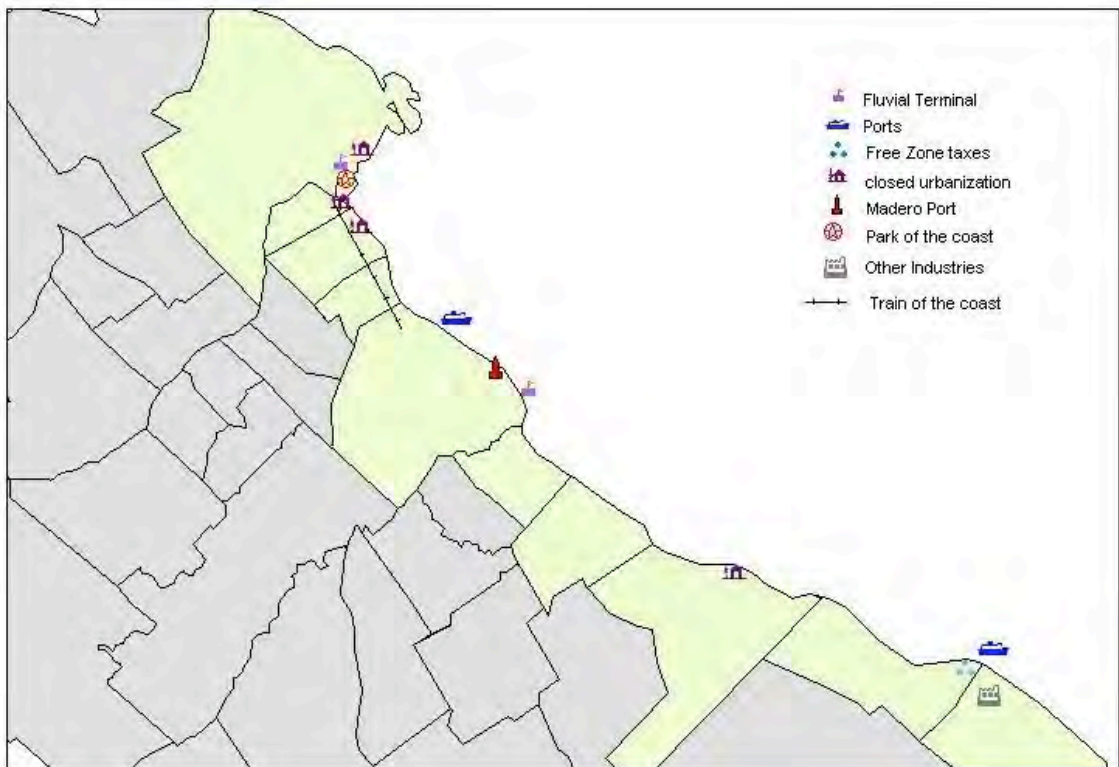 Fluvial Terminal
Ports
Free Zone taxes
closed urbanization
Madero Port
Park of the coast
Other Industries
Train of the coast